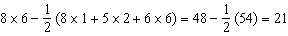 8 × 6 − 1/2 (8 × 1 + 5 × 2 + 6 × 6) = 48 − 1/2 (54) = 21